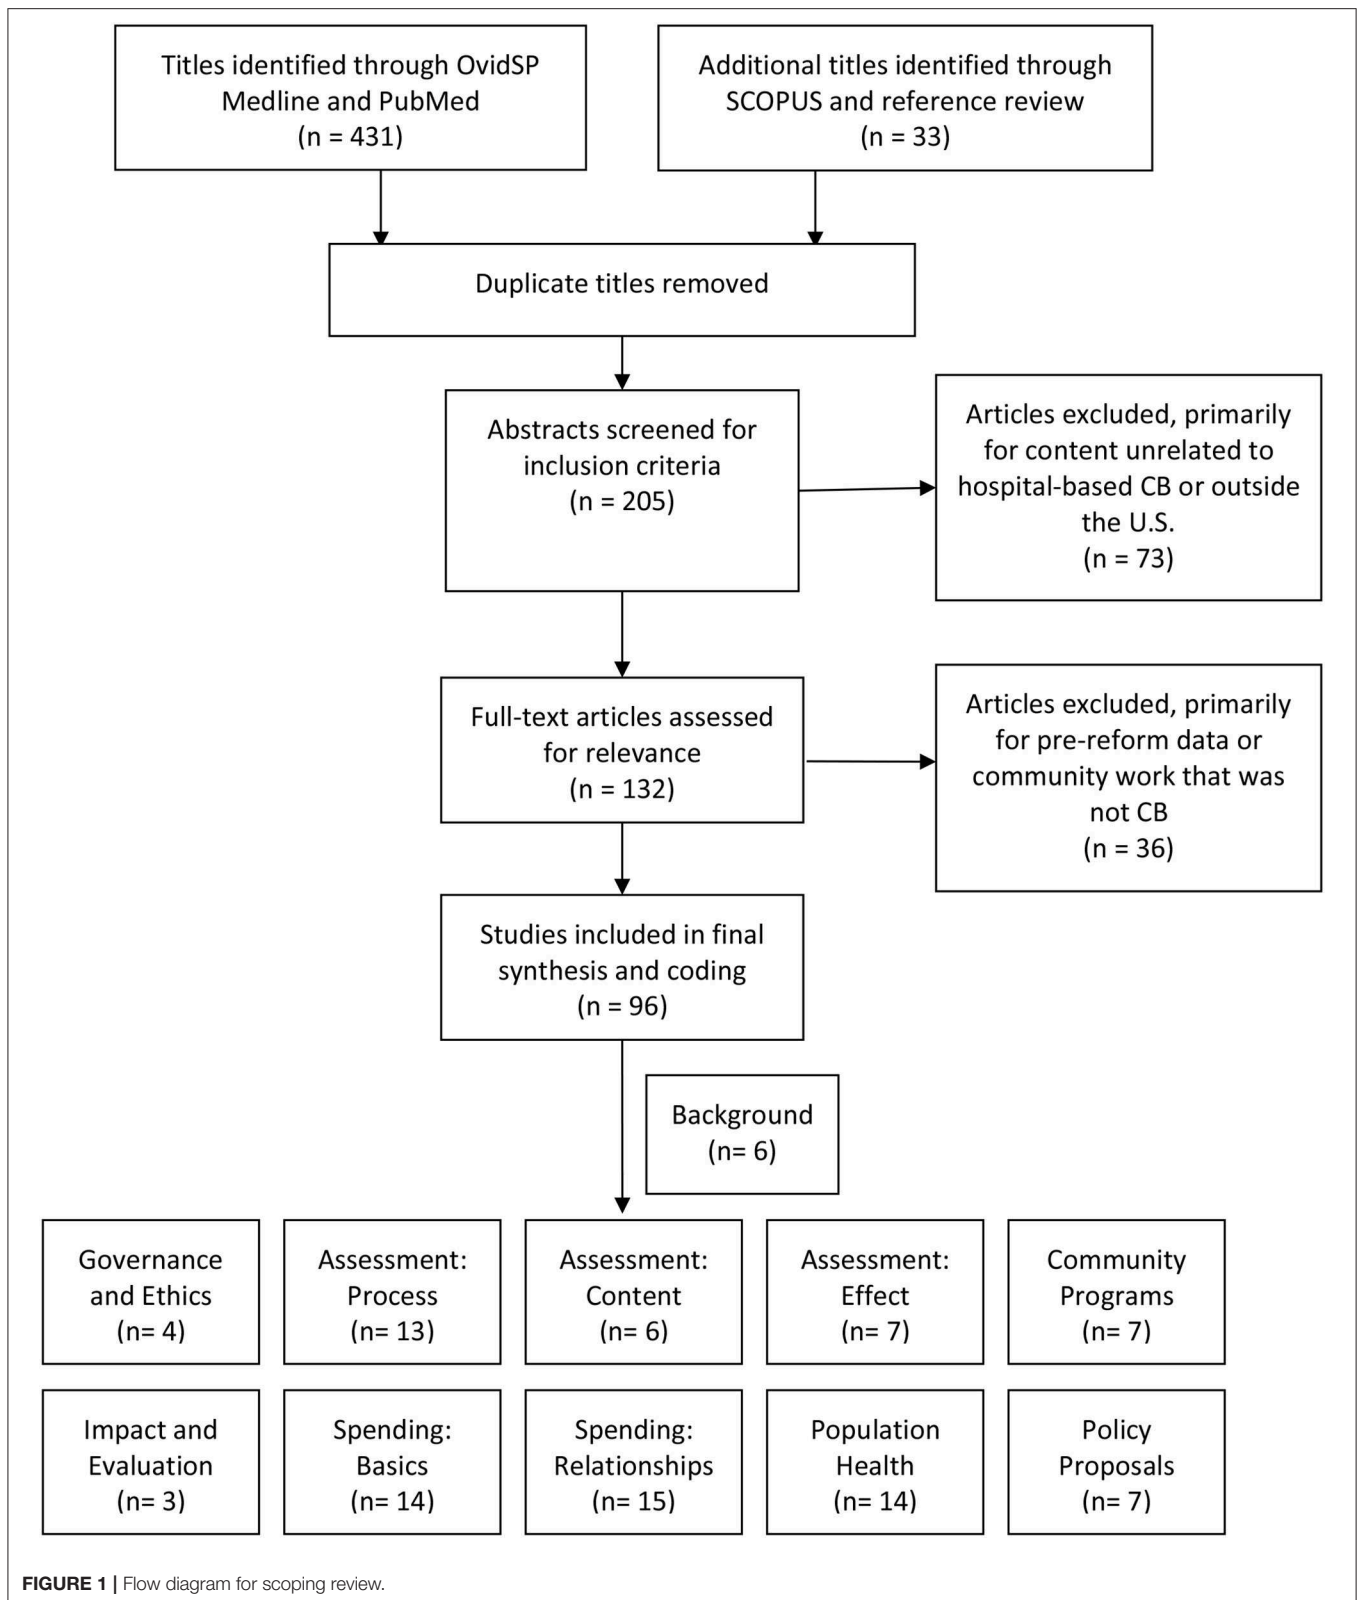 Titles identified through OvidSP
Medline and PubMed
(n = 431)
Additional titles identified through
SCOPUS and reference review
(n = 33)
Duplicate titles removed
Abstracts screened for
inclusion criteria
(n = 205)
Articles excluded, primarily
for content unrelated to
hospital-based CB or outside
the U.S.
(n = 73)
Full-text articles assessed
for relevance
(n = 132)
Articles excluded, primarily
for pre-reform data or
community work that was
not CB
(n = 36)
Studies included in final
synthesis and coding
(n = 96)
Background
(n= 6)
Governance
and Ethics
(n= 4)
Assessment:
Process
(n= 13)
Assessment:
Content
(n= 6)
Assessment:
Effect
(n= 7)
Community
Programs
(n= 7)
Impact and
Evaluation
(n= 3)
Spending:
Basics
(n= 14)
Spending:
Relationships
(n= 15)
Population
Health
(n= 14)
Policy
Proposals
(n= 7)
FIGURE 1 | Flow diagram for scoping review.